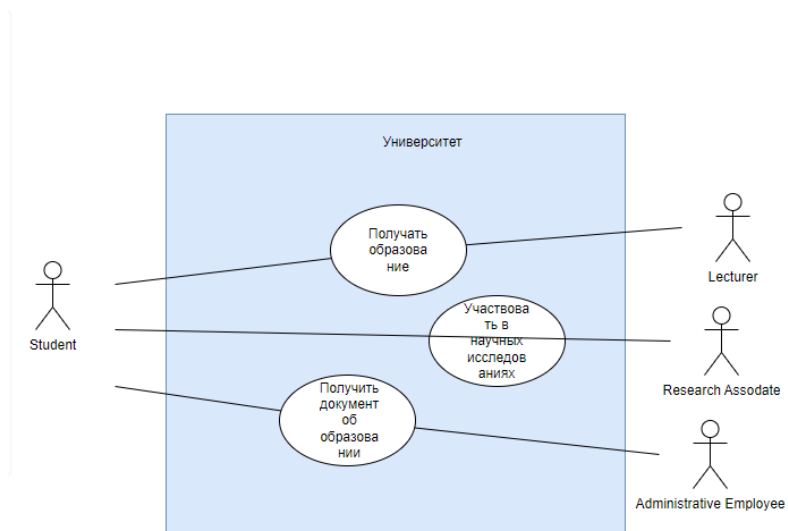 Университет
Получать
образова
ние
Lecturer
Student
Участвова
ть в
научных
исследов
аниях
Research Assodate
Получить
документ
об
образова
нии
Administrative Employee